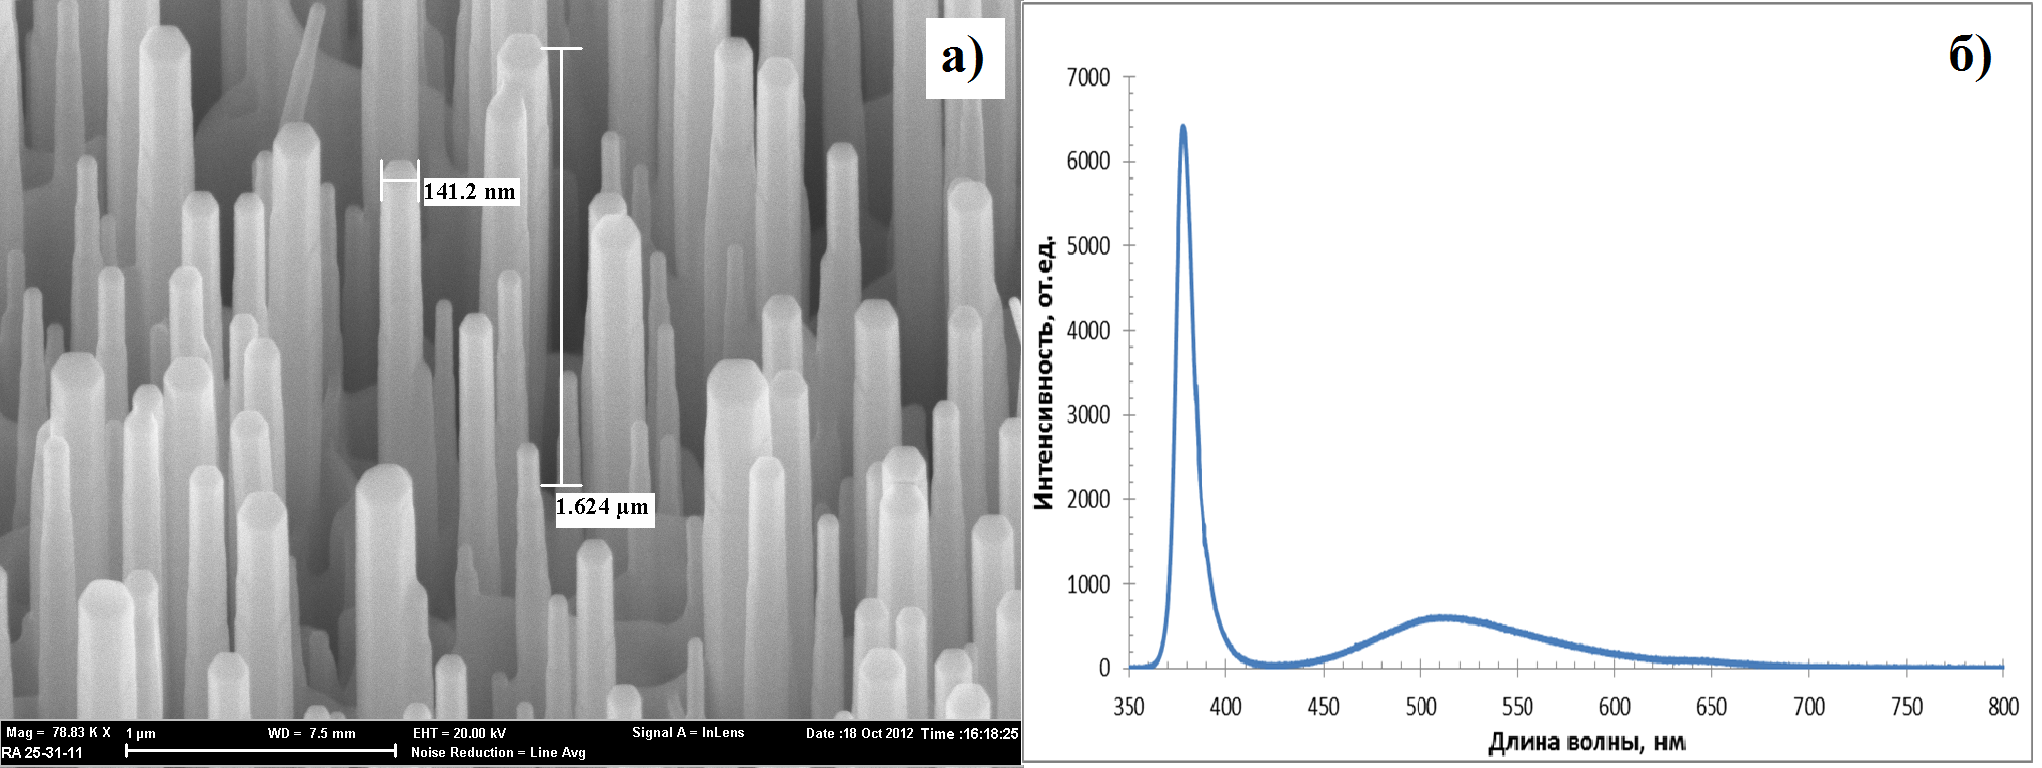 а)
141.2 nm
1.624 µm
Mag = 78.83 K X 1 µm WD = 7.5 mm EHT = 20.00 kV Signal A = InLens Date :18 Oct 2012 Time :16:18:25
RA 25-31-11 Noise Reduction = Line Avg
б)
Интенсивность, от.ед.
7000
6000
5000
4000
3000
2000
1000
0
350 400 450 500 550 600 650 700 750 800
Длина волны, нм